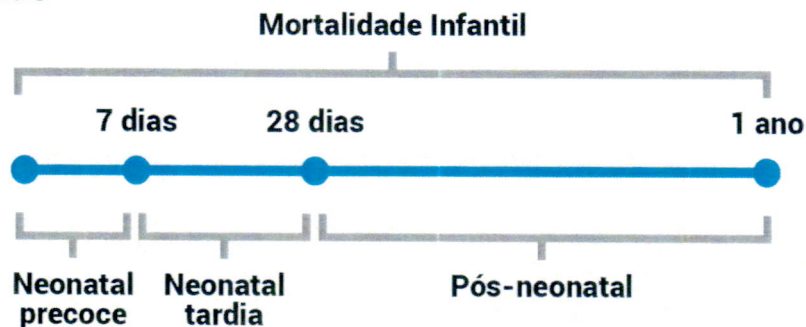 Mortalidade Infantil
7 dias 28 dias 1 ano
Neonatal precoce
Neonatal tardia
Pós-neonatal